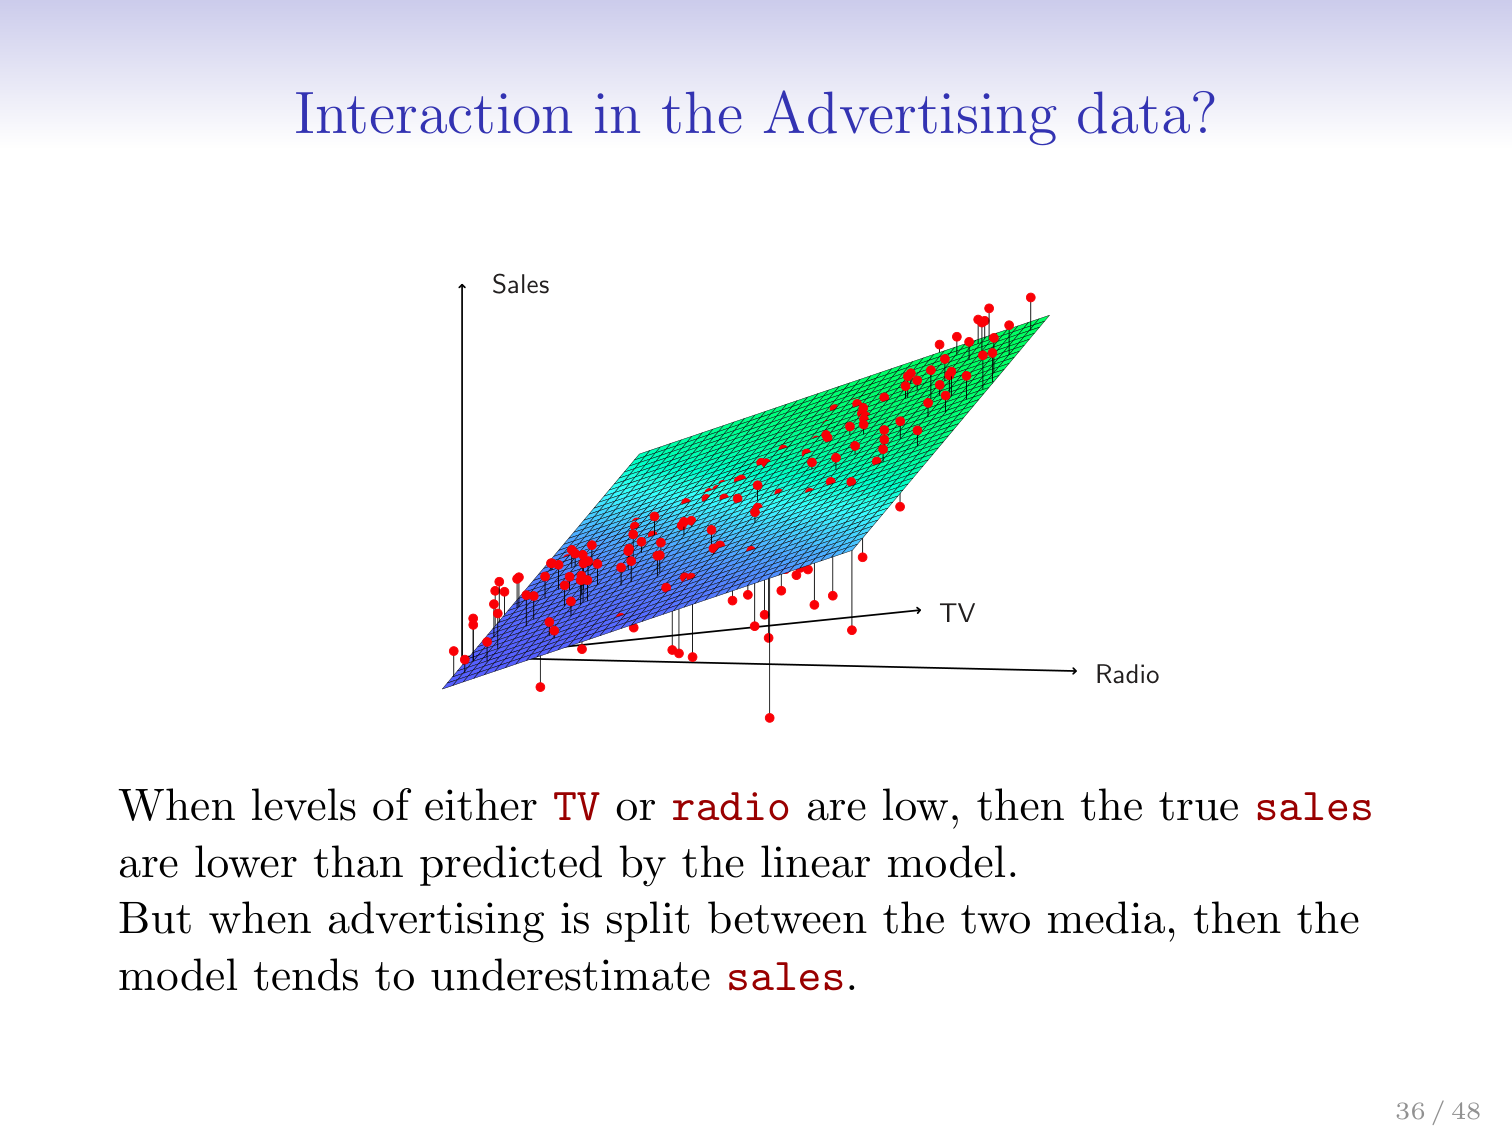 Interaction in the Advertising data?
Sales
TV
Radio
When levels of either TV or radio are low, then the true sales
are lower than predicted by the linear model.
But when advertising is split between the two media, then the
model tends to underestimate sales.
36 / 48